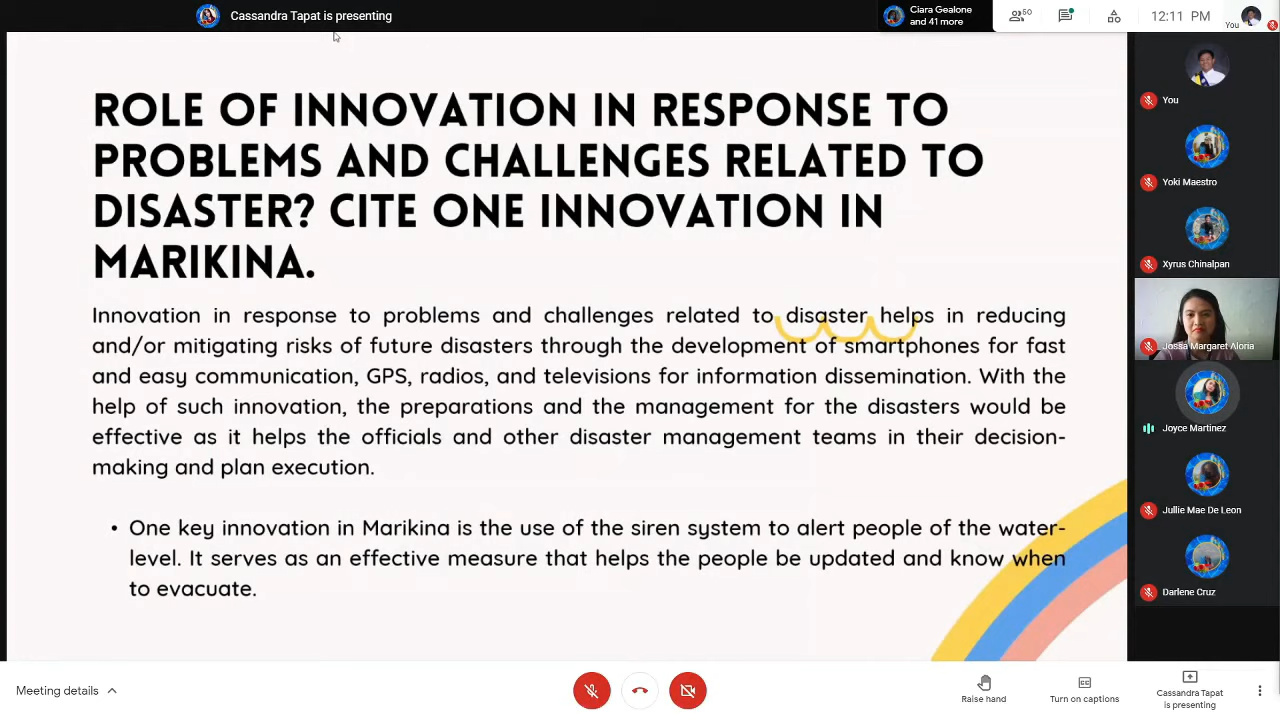 Cassandra Tapat is presenting
Ciara Gealone
and 41 more
50
12:11 PM
You
ROLE OF INNOVATION IN RESPONSE TO
PROBLEMS AND CHALLENGES RELATED TO
DISASTER? CITE ONE INNOVATION IN
MARIKINA.
Innovation in response to problems and challenges related to disaster helps in reducing
and/or mitigating risks of future disasters through the development of smartphones for fast
and easy communication, GPS, radios, and televisions for information dissemination. With the
help of such innovation, the preparations and the management for the disasters would be
effective as it helps the officials and other disaster management teams in their decision-
making and plan execution.
• One key innovation in Marikina is the use of the siren system to alert people of the water-
level. It serves as an effective measure that helps the people be updated and know when
to evacuate.
You
Yoki Maestro
Xyrus Chinalpan
Jossa Margaret Aloria
Joyce Martinez
Jullie Mae De Leon
Darlene Cruz
Meeting details
Raise hand
Turn on captions
Cassandra Tapat
is presenting